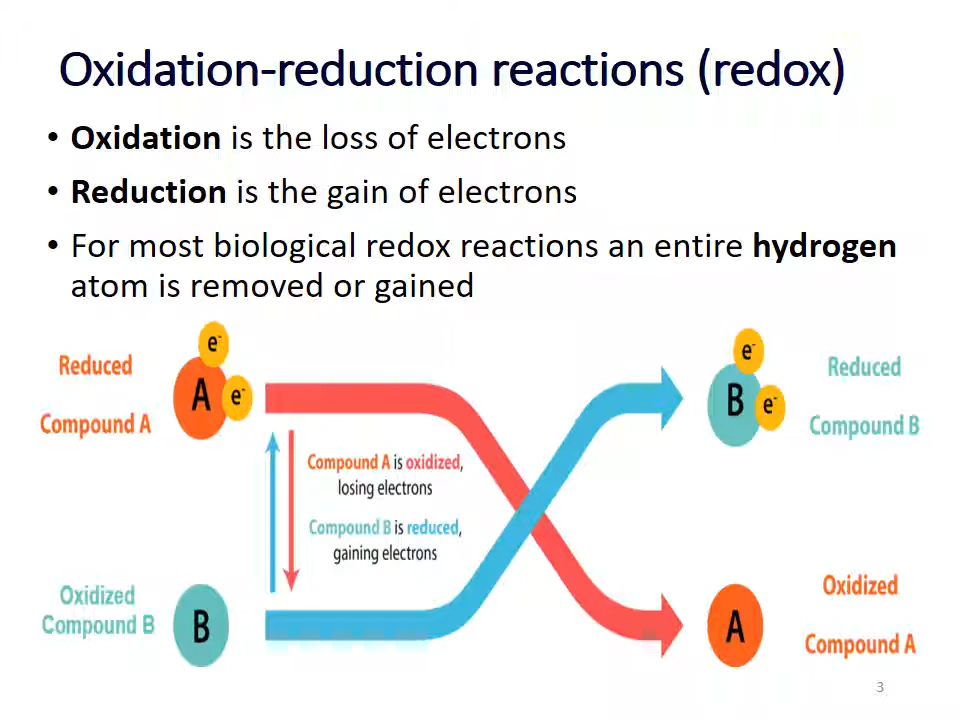 Oxidation-reduction reactions (redox)
• Oxidation is the loss of electrons
• Reduction is the gain of electrons
• For most biological redox reactions an entire hydrogen
atom is removed or gained
Reduced
Compound A
A
e-
e-
Compound A is oxidized,
losing electrons
Compound B is reduced,
gaining electrons
B
e-
e-
Reduced
Compound B
Oxidized
Compound B
B
A
Oxidized
Compound A
3